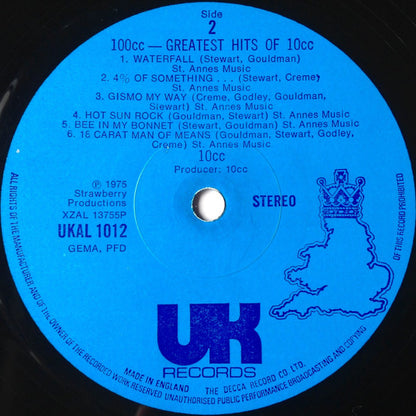 Side
2
100cc — GREATEST HITS OF 10cc
1. WATERFALL (Stewart, Gouldman)
St. Annes Music
2. 4% OF SOMETHING... (Stewart, Creme)
St. Annes Music
3. GISMO MY WAY (Creme, Godley, Gouldman,
Stewart) St. Annes Music
4. HOT SUN ROCK (Gouldman, Stewart) St. Annes Music
5. BEE IN MY BONNET (Stewart, Gouldman) St. Annes Music
6. 18 CARAT MAN OF MEANS (Gouldman, Stewart, Godley,
Creme) St. Annes Music
10cc
Producer: 10cc
Ⓟ 1975
Strawberry
Productions
XZAL 13755P
UKAL 1012
GEMA, PFD
STEREO
UK
RECORDS
MADE IN ENGLAND THE DECCA RECORD CO. LTD.
ALL RIGHTS OF THE MANUFACTURER AND OF THE OWNER OF THE RECORDED WORK RESERVED UNAUTHORISED PUBLIC PERFORMANCE BROADCASTING AND COPYING OF THIS RECORD PROHIBITED